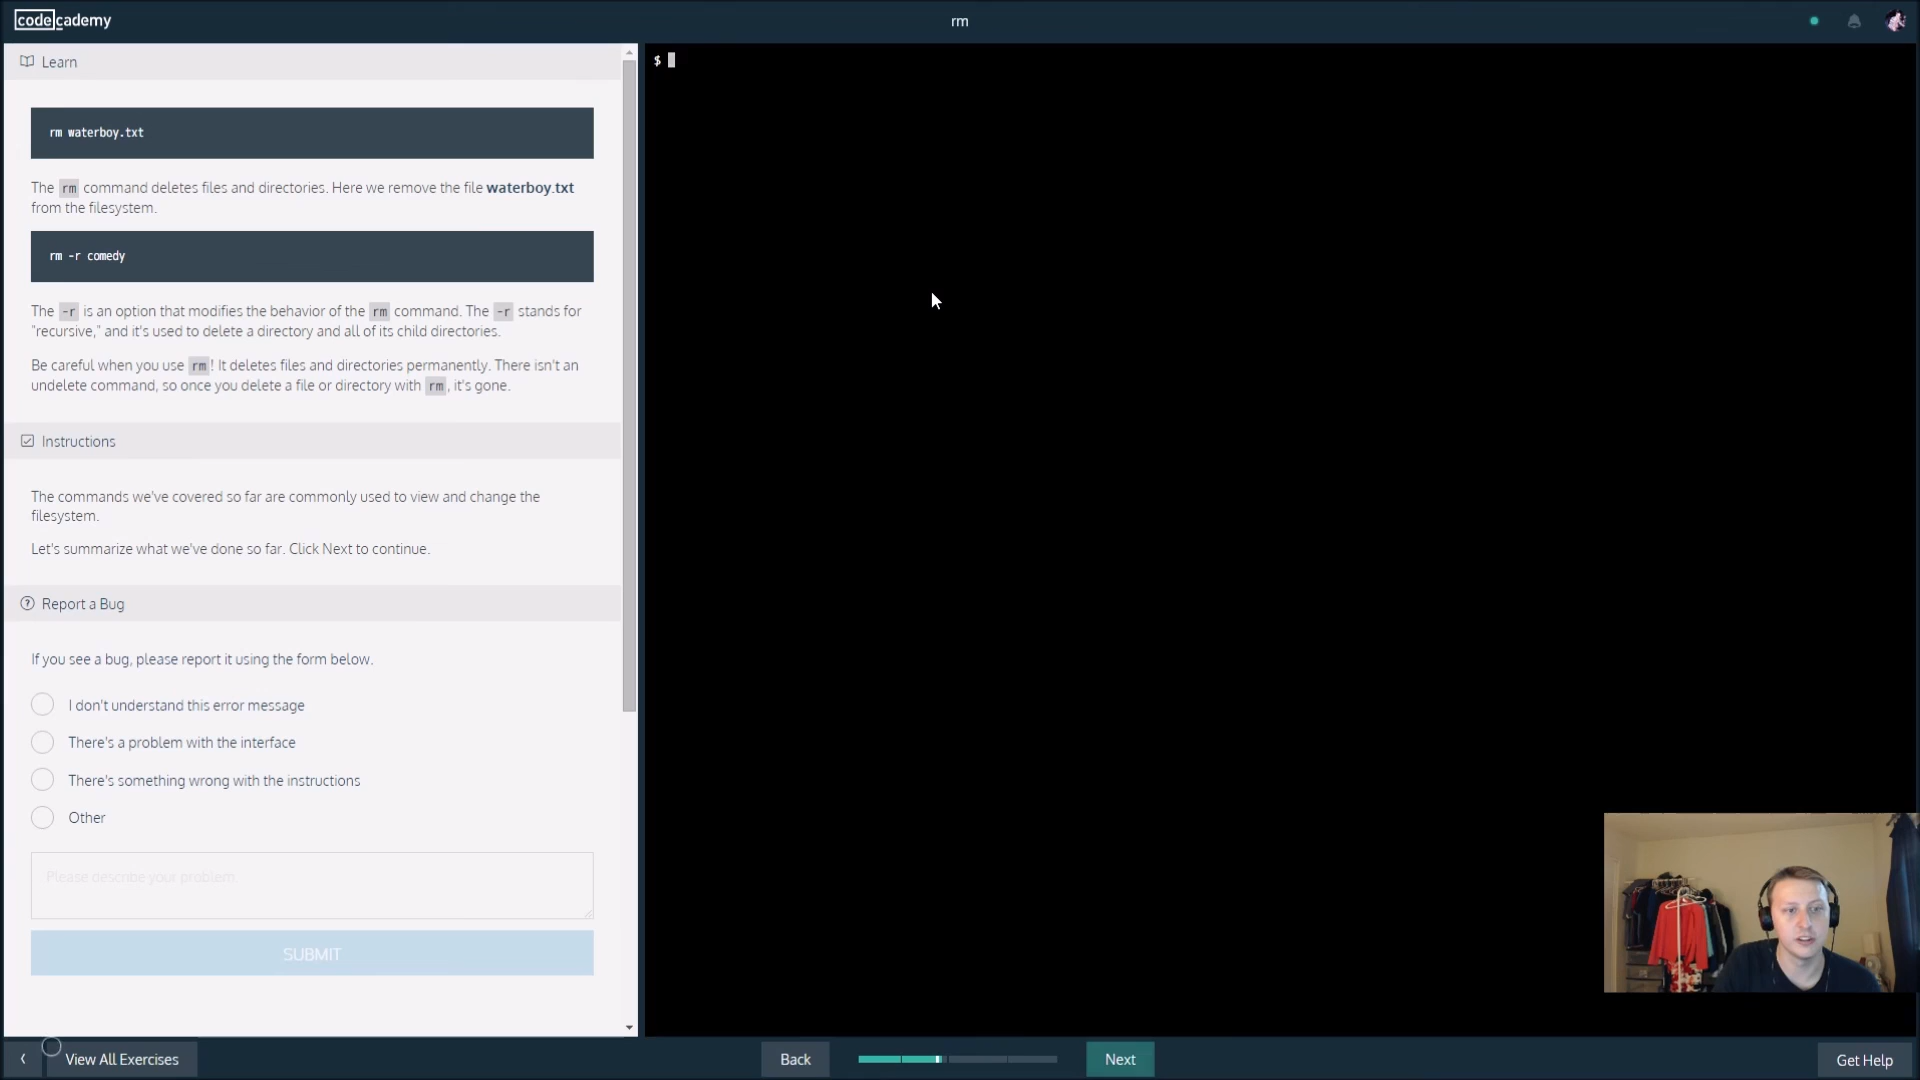 codecademy
rm
Learn
$
rm waterboy.txt
The rm command deletes files and directories. Here we remove the file waterboy.txt
from the filesystem.
rm -r comedy
The -r is an option that modifies the behavior of the rm command. The -r stands for
"recursive," and it's used to delete a directory and all of its child directories.
Be careful when you use rm! It deletes files and directories permanently. There isn't an
undelete command, so once you delete a file or directory with rm, it's gone.
Instructions
The commands we've covered so far are commonly used to view and change the
filesystem.
Let's summarize what we've done so far. Click Next to continue.
Report a Bug
If you see a bug, please report it using the form below.
I don't understand this error message
There's a problem with the interface
There's something wrong with the instructions
Other
Please describe your problem
SUBMIT
View All Exercises
Back
Next
Get Help